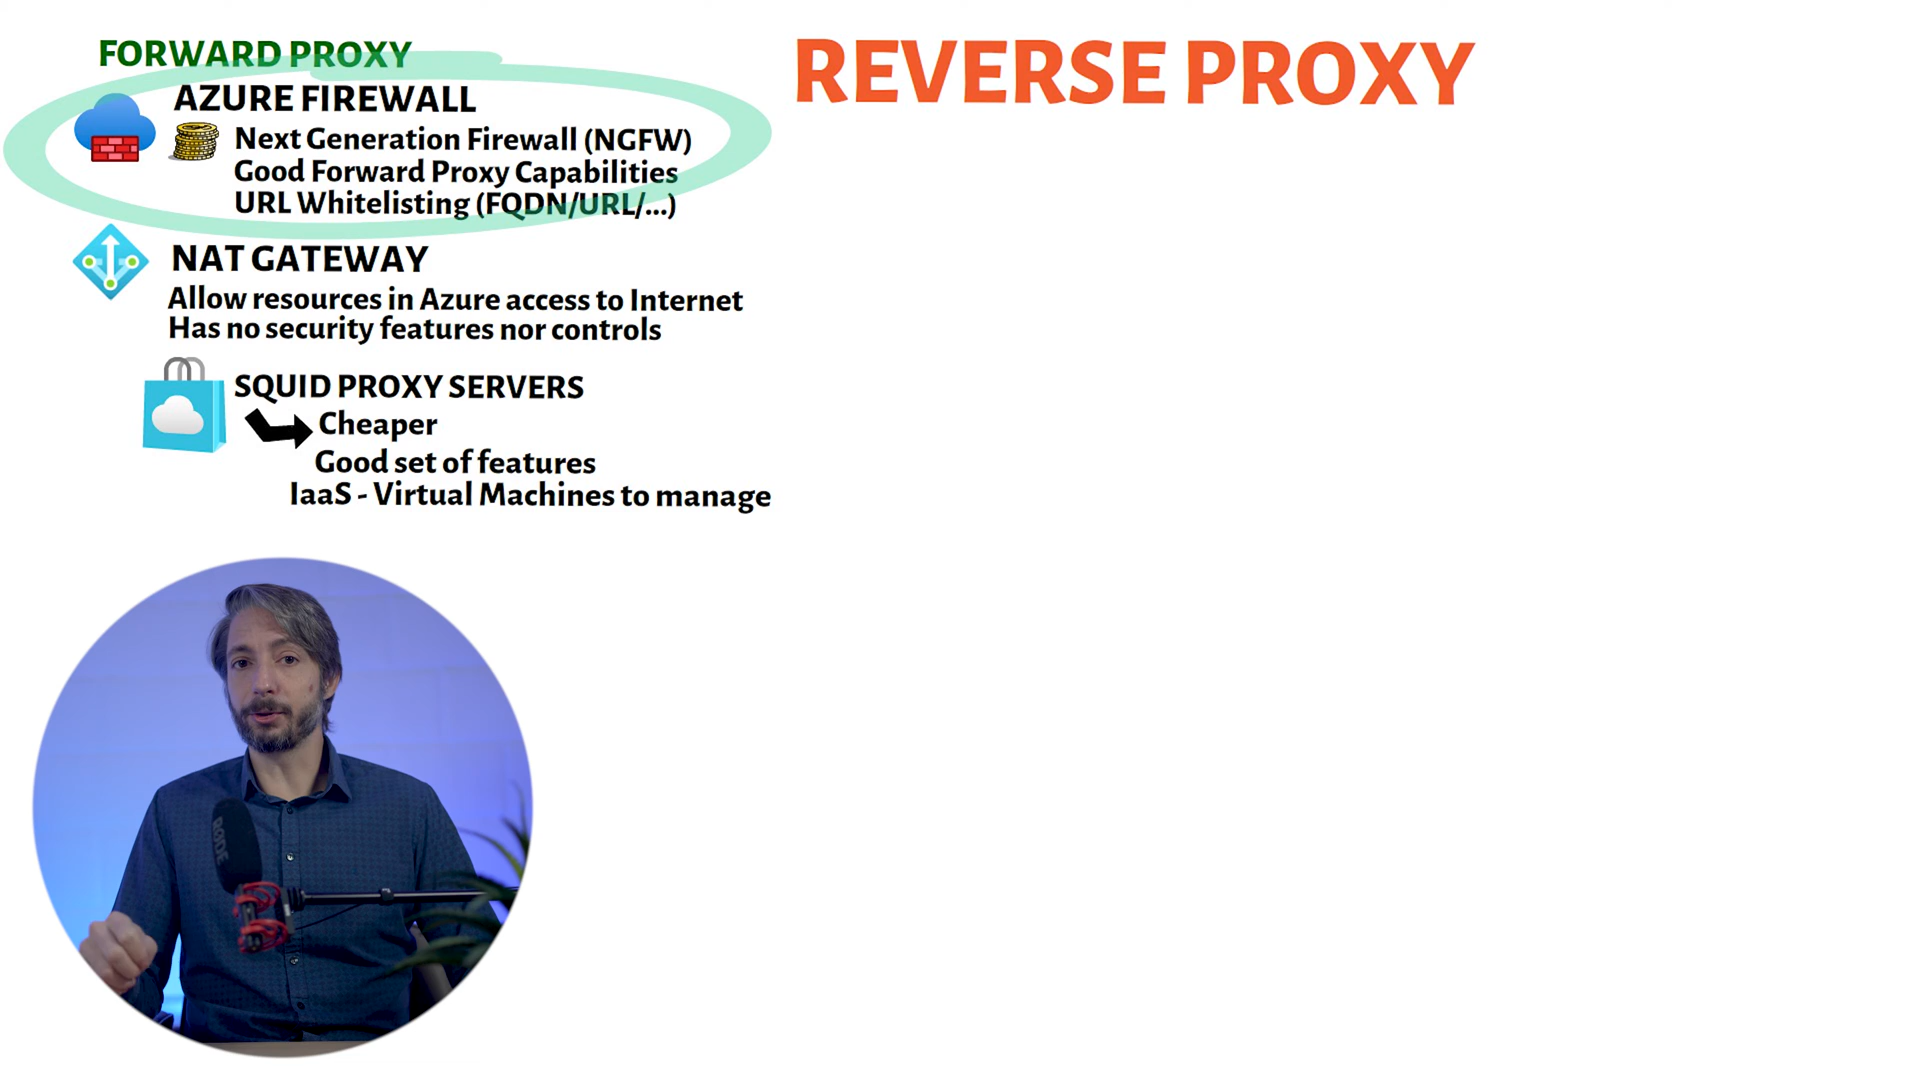 FORWARD PROXY
AZURE FIREWALL
Next Generation Firewall (NGFW)
Good Forward Proxy Capabilities
URL Whitelisting (FQDN/URL/...)
NAT GATEWAY
Allow resources in Azure access to Internet
Has no security features nor controls
SQUID PROXY SERVERS
Cheaper
Good set of features
IaaS - Virtual Machines to manage
REVERSE PROXY
RODE